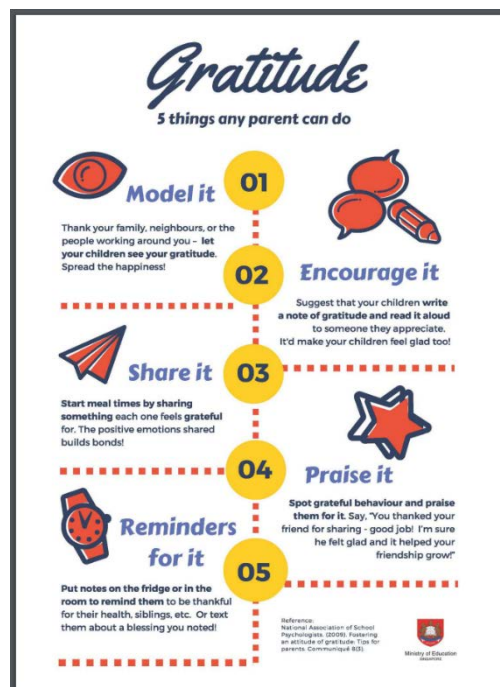 Gratitude
5 things any parent can do
Model it
01
Thank your family, neighbours, or the
people working around you – let
your children see your gratitude.
Spread the happiness!
02
Encourage it
Suggest that your children write
a note of gratitude and read it aloud
to someone they appreciate.
It'd make your children feel glad too!
Share it
03
Start meal times by sharing
something each one feels grateful
for. The positive emotions shared
builds bonds!
04
Praise it
Spot grateful behaviour and praise
them for it. Say, "You thanked your
friend for sharing - good job! I'm sure
he felt glad and it helped your
friendship grow!"
Reminders
for it
05
Put notes on the fridge or in the
room to remind them to be thankful
for their health, siblings, etc. Or text
them about a blessing you noted!
Reference:
National Association of School
Psychologists. (2009). Fostering
an attitude of gratitude: Tips for
parents. Communiqué 8(3).
Ministry of Education
SINGAPORE